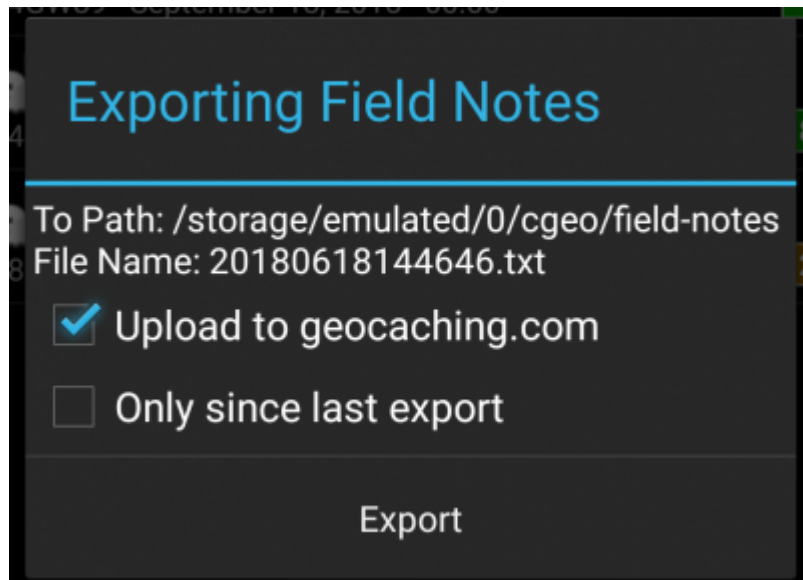 Exporting Field Notes
To Path: /storage/emulated/0/cgeo/field-notes
File Name: 20180618144646.txt
Upload to geocaching.com
Only since last export
Export